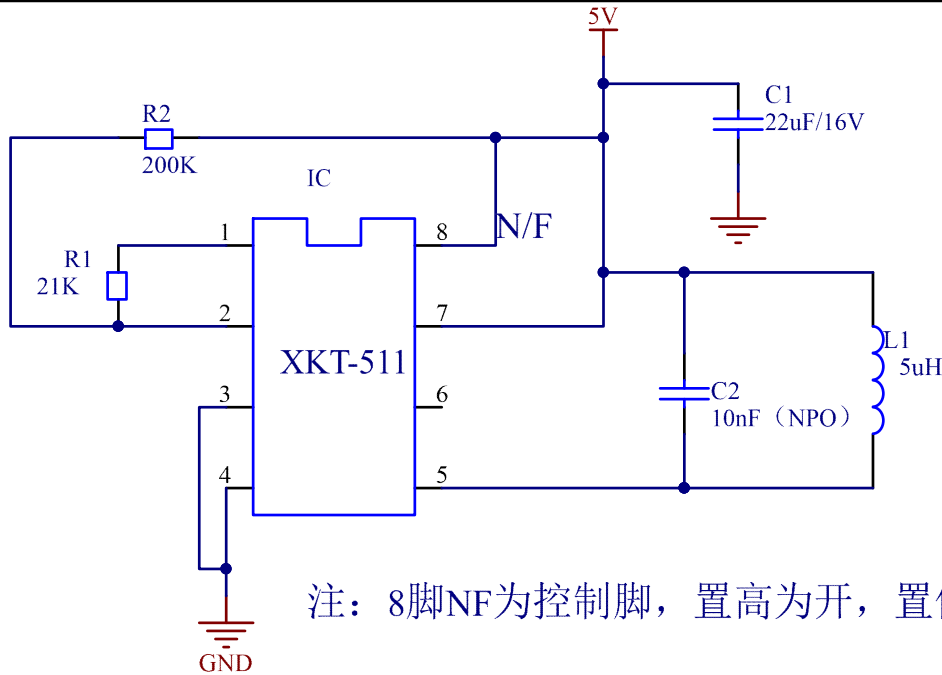 5V
C1
22uF/16V
R2
200K
IC
N/F
1
8
R1
21K
2
7
L1
5uH
XKT-511
3
6
C2
10nF（NPO）
4
5
注：8脚NF为控制脚，置高为开，置
GND